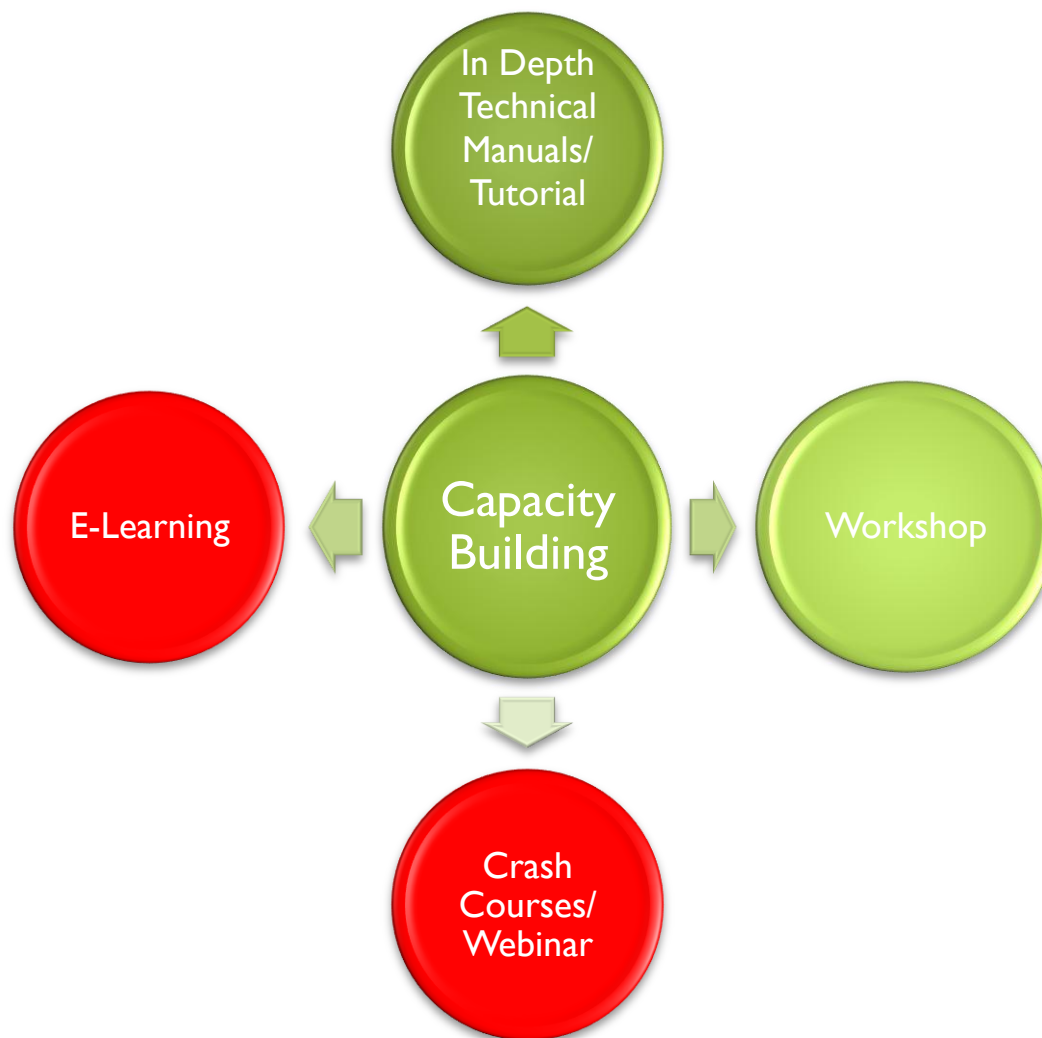 In Depth
Technical
Manuals/
Tutorial
E-Learning
Capacity
Building
Workshop
Crash
Courses/
Webinar